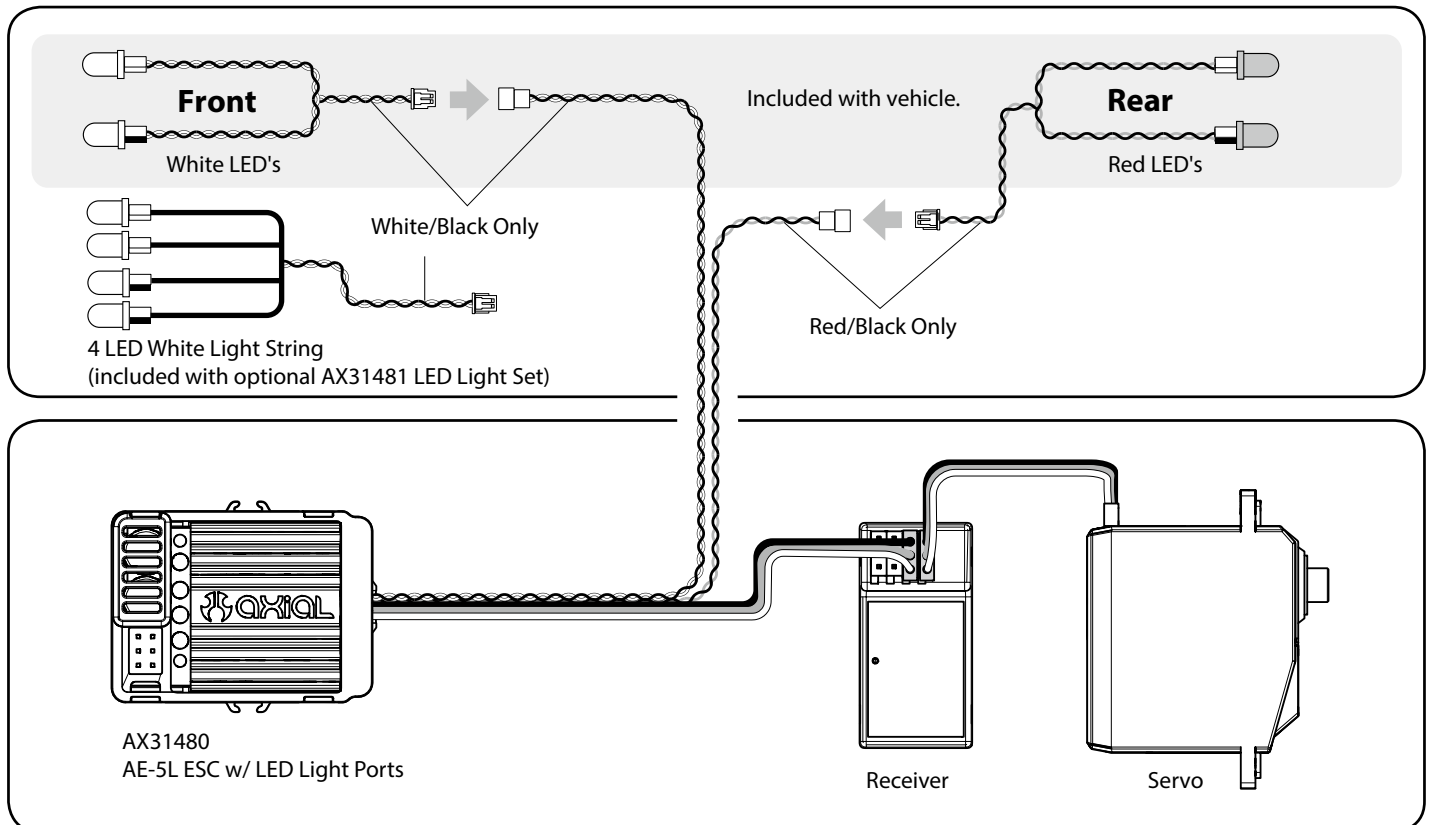 Front
Included with vehicle.
Rear
White LED's
Red LED's
White/Black Only
Red/Black Only
4 LED White Light String
(included with optional AX31481 LED Light Set)
axial
AX31480
AE-5L ESC w/ LED Light Ports
Receiver
Servo